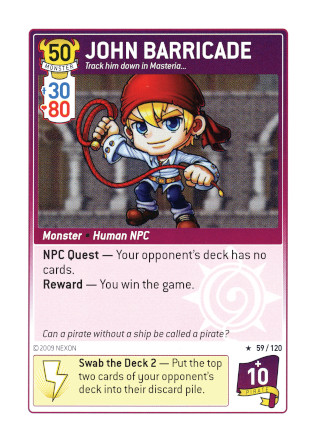 50
MONSTER
JOHN BARRICADE
Track him down in Masteria...
30
80
Monster • Human NPC
NPC Quest — Your opponent's deck has no
cards.
Reward — You win the game.
Can a pirate without a ship be called a pirate?
©2009 NEXON
★ 59/120
Swab the Deck 2 — Put the top
two cards of your opponent's
deck into their discard pile.
+
10
PIRATE